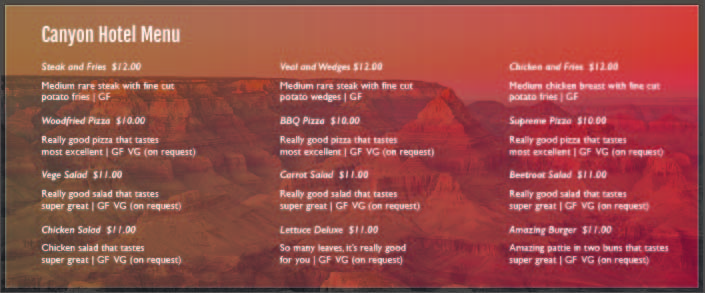 Canyon Hotel Menu
Steak and Fries $12.00
Medium rare steak with fine cut
potato fries | GF
Woodfried Pizza $10.00
Really good pizza that tastes
most excellent | GF VG (on request)
Vege Salad $11.00
Really good salad that tastes
super great | GF VG (on request)
Chicken Salad $11.00
Chicken salad that tastes
super great | GF VG (on request)
Veal and Wedges $12.00
Medium rare steak with fine cut
potato wedges | GF
BBQ Pizza $10.00
Really good pizza that tastes
most excellent | GF VG (on request)
Carrot Salad $11.00
Really good salad that tastes
super great | GF VG (on request)
Lettuce Deluxe $11.00
So many leaves, it's really good
for you | GF VG (on request)
Chicken and Fries $12.00
Medium chicken breast with fine cut
potato fries | GF
Supreme Pizza $10.00
Really good pizza that tastes
most excellent | GF VG (on request)
Beetroot Salad $11.00
Really good salad that tastes
super great | GF VG (on request)
Amazing Burger $11.00
Amazing pattie in two buns that tastes
super great | GF VG (on request)